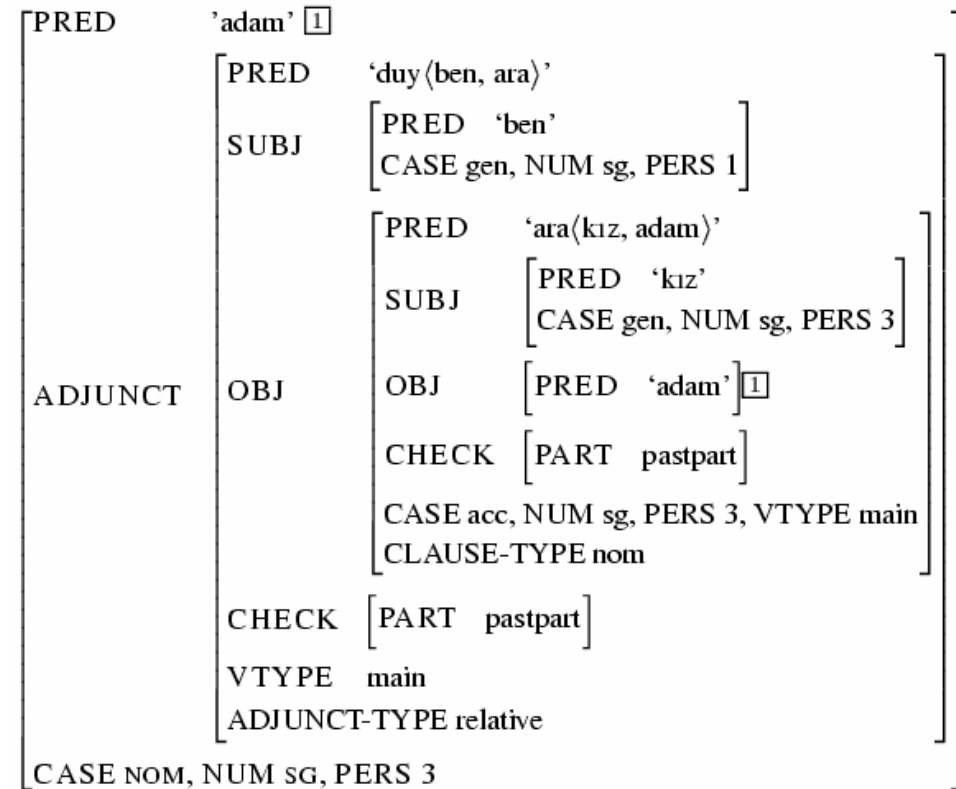 PRED 'adam' 1
PRED ‘duy⟨ben, ara⟩’
SUBJ
PRED ‘ben’
CASE gen, NUM sg, PERS 1
PRED ‘ara⟨kız, adam⟩’
SUBJ
PRED ‘kız’
CASE gen, NUM sg, PERS 3
ADJUNCT OBJ OBJ PRED ‘adam’ 1
CHECK PART pastpart
CASE acc, NUM sg, PERS 3, VTYPE main
CLAUSE-TYPE nom
CHECK PART pastpart
VTYPE main
ADJUNCT-TYPE relative
CASE NOM, NUM SG, PERS 3